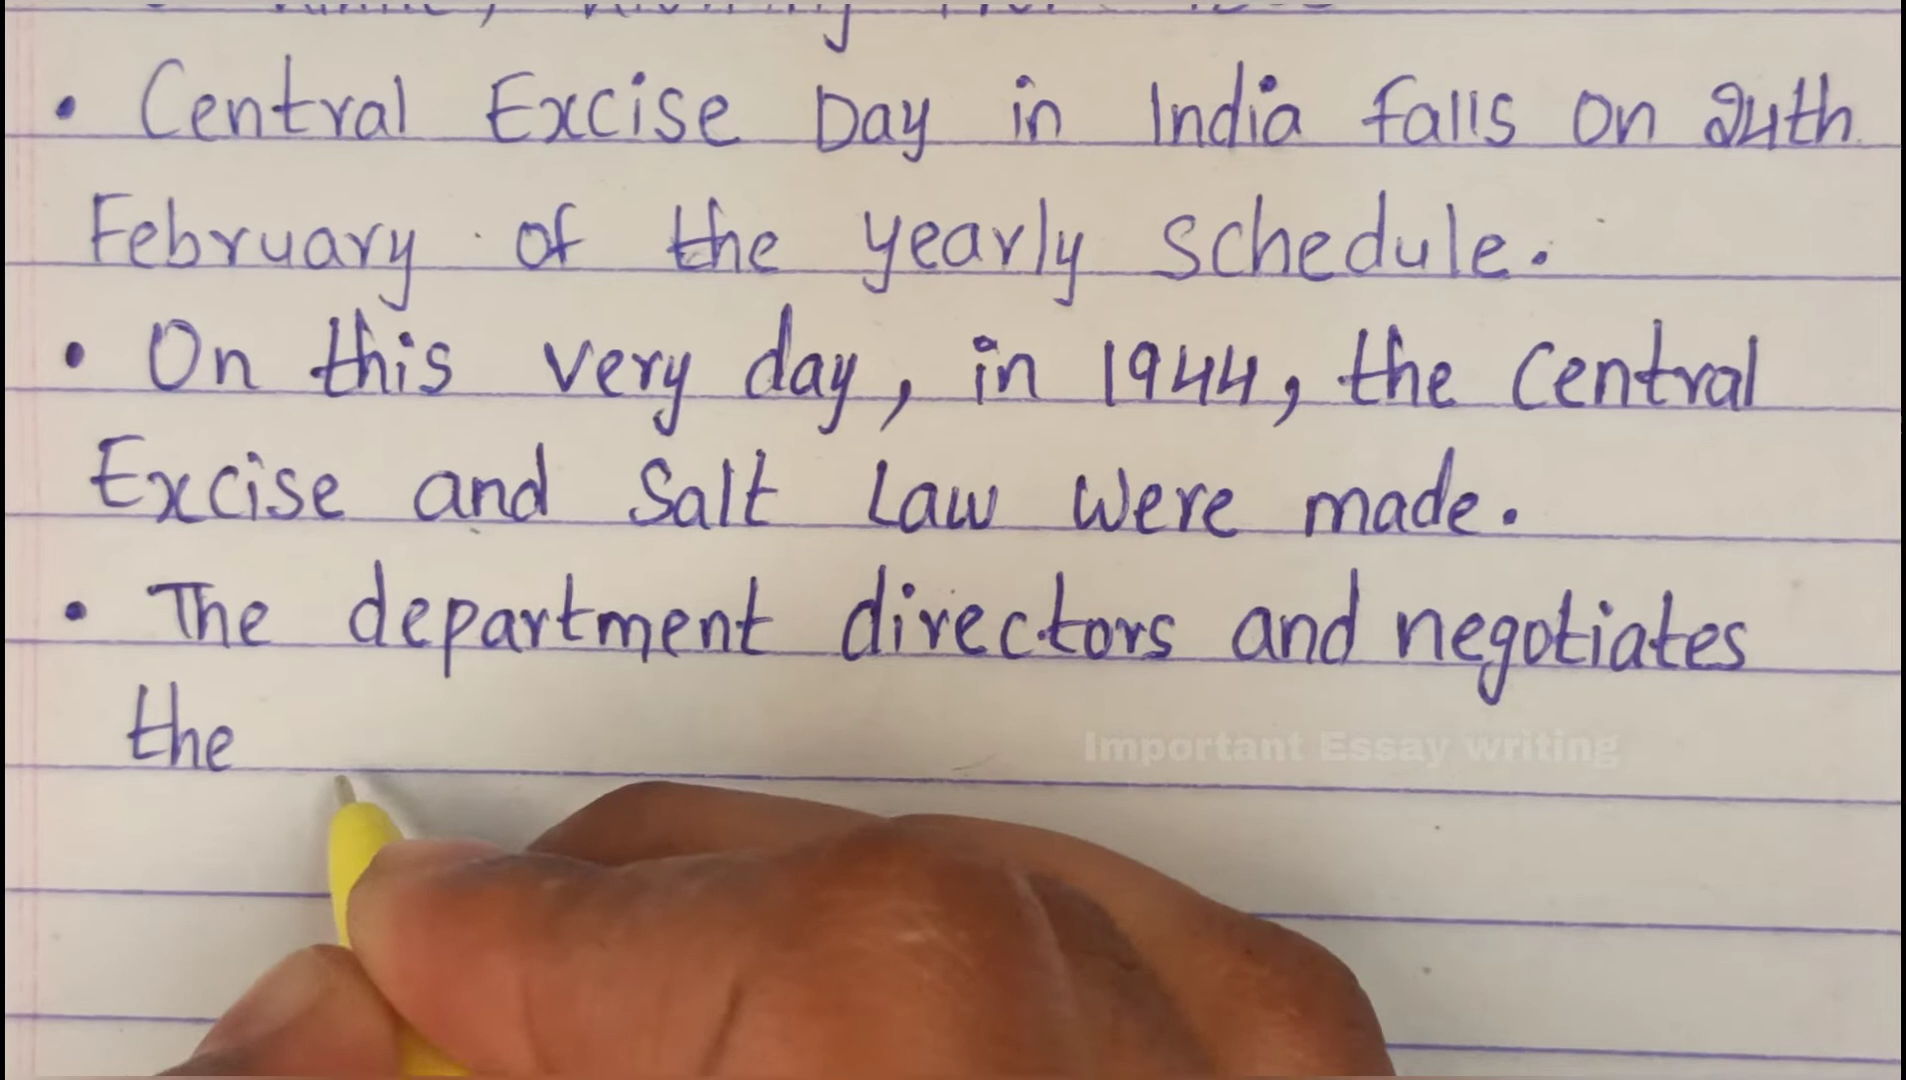 • Central Excise Day in India falls on 24th
February of the yearly schedule.
• On this very day, in 1944, the Central
Excise and Salt Law were made.
• The department directors and negotiates
the
Important Essay writing